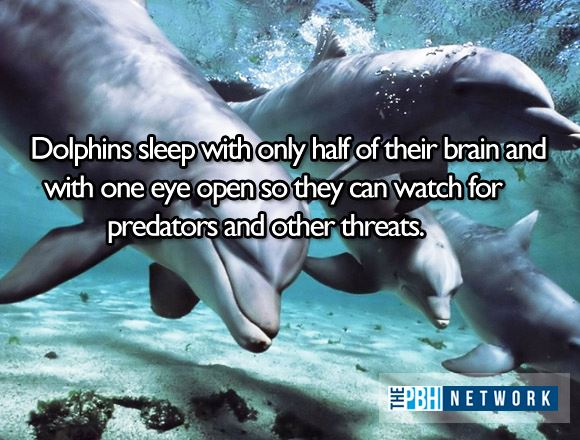 Dolphins sleep with only half of their brain and
with one eye open so they can watch for
predators and other threats.
THE PBH NETWORK